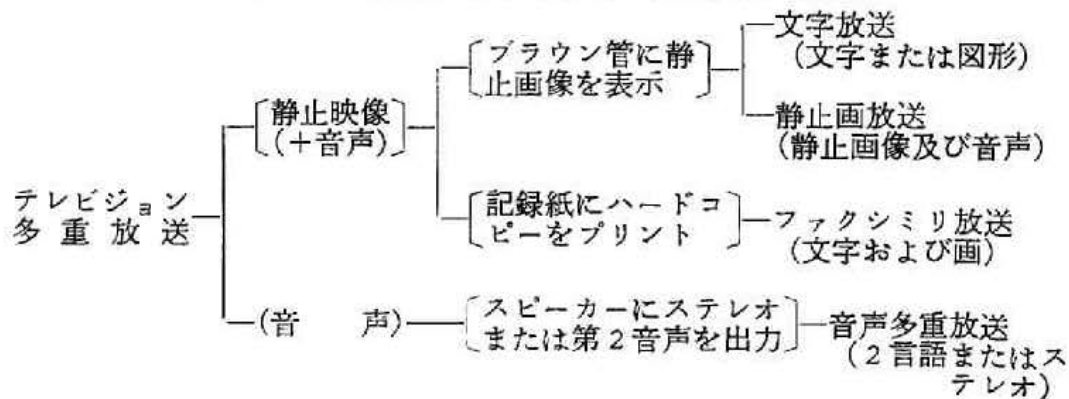 テレビジョン
多重放送
〔静止映像
(+音声)〕
〔ブラウン管に静
止画像を表示〕
文字放送
(文字または図形)
静止画放送
(静止画像及び音声)
〔記録紙にハードコ
ピーをプリント〕
ファクシミリ放送
(文字および画)
(音 声)
〔スピーカーにステレオ
または第2音声を出力〕
音声多重放送
(2言語またはス
テレオ)